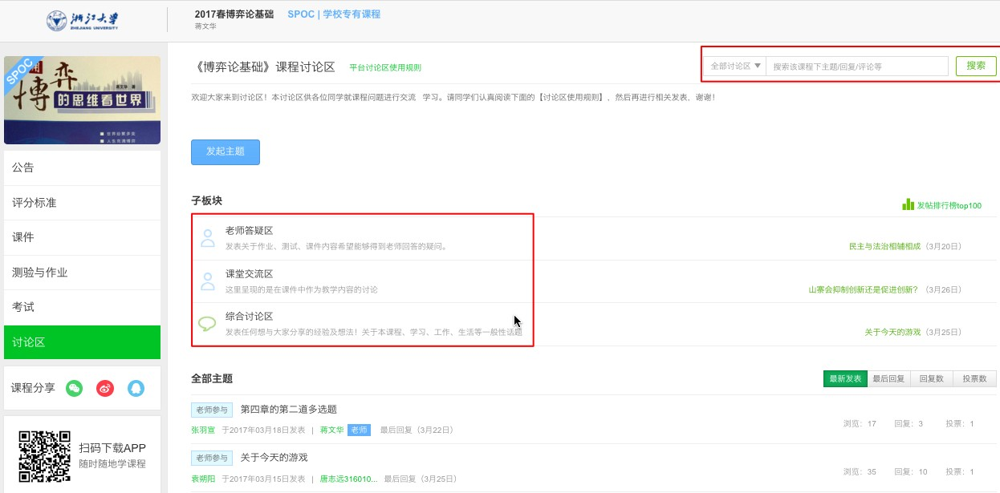 浙江大学
ZHEJIANG UNIVERSITY
2017春博弈论基础 SPOC | 学校专有课程
蒋文华
SPOC
用
博弈
蒋文华 著
的思维看世界
公告
评分标准
课件
测验与作业
考试
讨论区
课程分享
扫码下载APP
随时随地学课程
《博弈论基础》课程讨论区 平台讨论区使用规则
全部讨论区 搜索该课程下主题/回复/评论等 搜索
欢迎大家来到讨论区！本讨论区供各位同学就课程问题进行交流 学习。请同学们认真阅读下面的【讨论区使用规则】，然后再进行相关发表，谢谢！
发起主题
子板块
发帖排行榜top100
老师答疑区
发表关于作业、测试、课件内容希望能够得到老师回答的疑问。
民主与法治相辅相成（3月20日）
课堂交流区
这里呈现的是在课件中作为教学内容的讨论
山寨会抑制创新还是促进创新？（3月26日）
综合讨论区
发表任何想与大家分享的经验及想法！关于本课程、学习、工作、生活等一般性话题
关于今天的游戏（3月25日）
全部主题
最新发表 最后回复 回复数 投票数
老师参与 第四章的第二道多选题
张羽宣 于2017年03月18日发表 | 蒋文华 老师 最后回复（3月22日）
浏览：17 回复：3 投票：1
老师参与 关于今天的游戏
袁朝阳 于2017年03月15日发表 | 唐志远316010... 最后回复（3月25日）
浏览：35 回复：10 投票：1